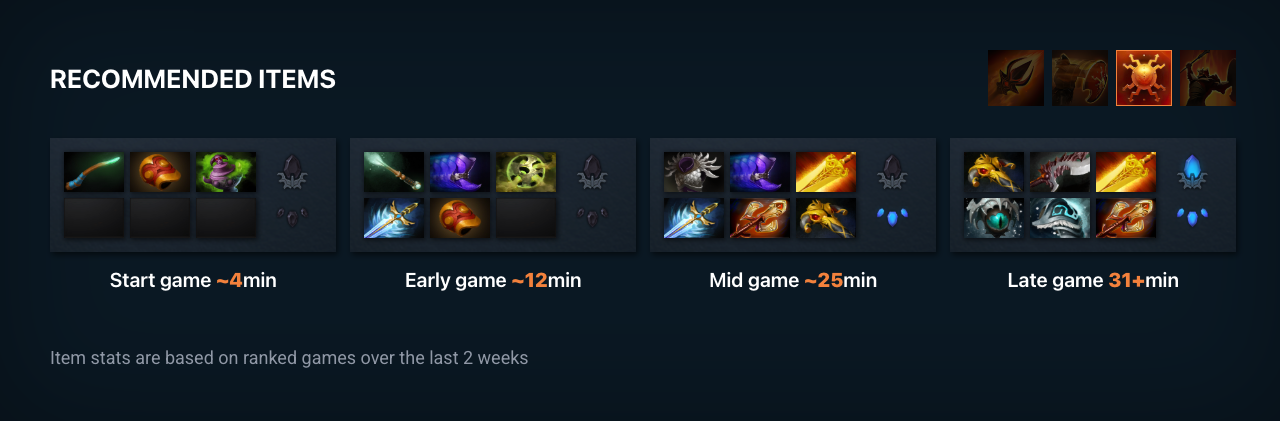 RECOMMENDED ITEMS
Start game ~4min
Early game ~12min
Mid game ~25min
Late game 31+min
Item stats are based on ranked games over the last 2 weeks